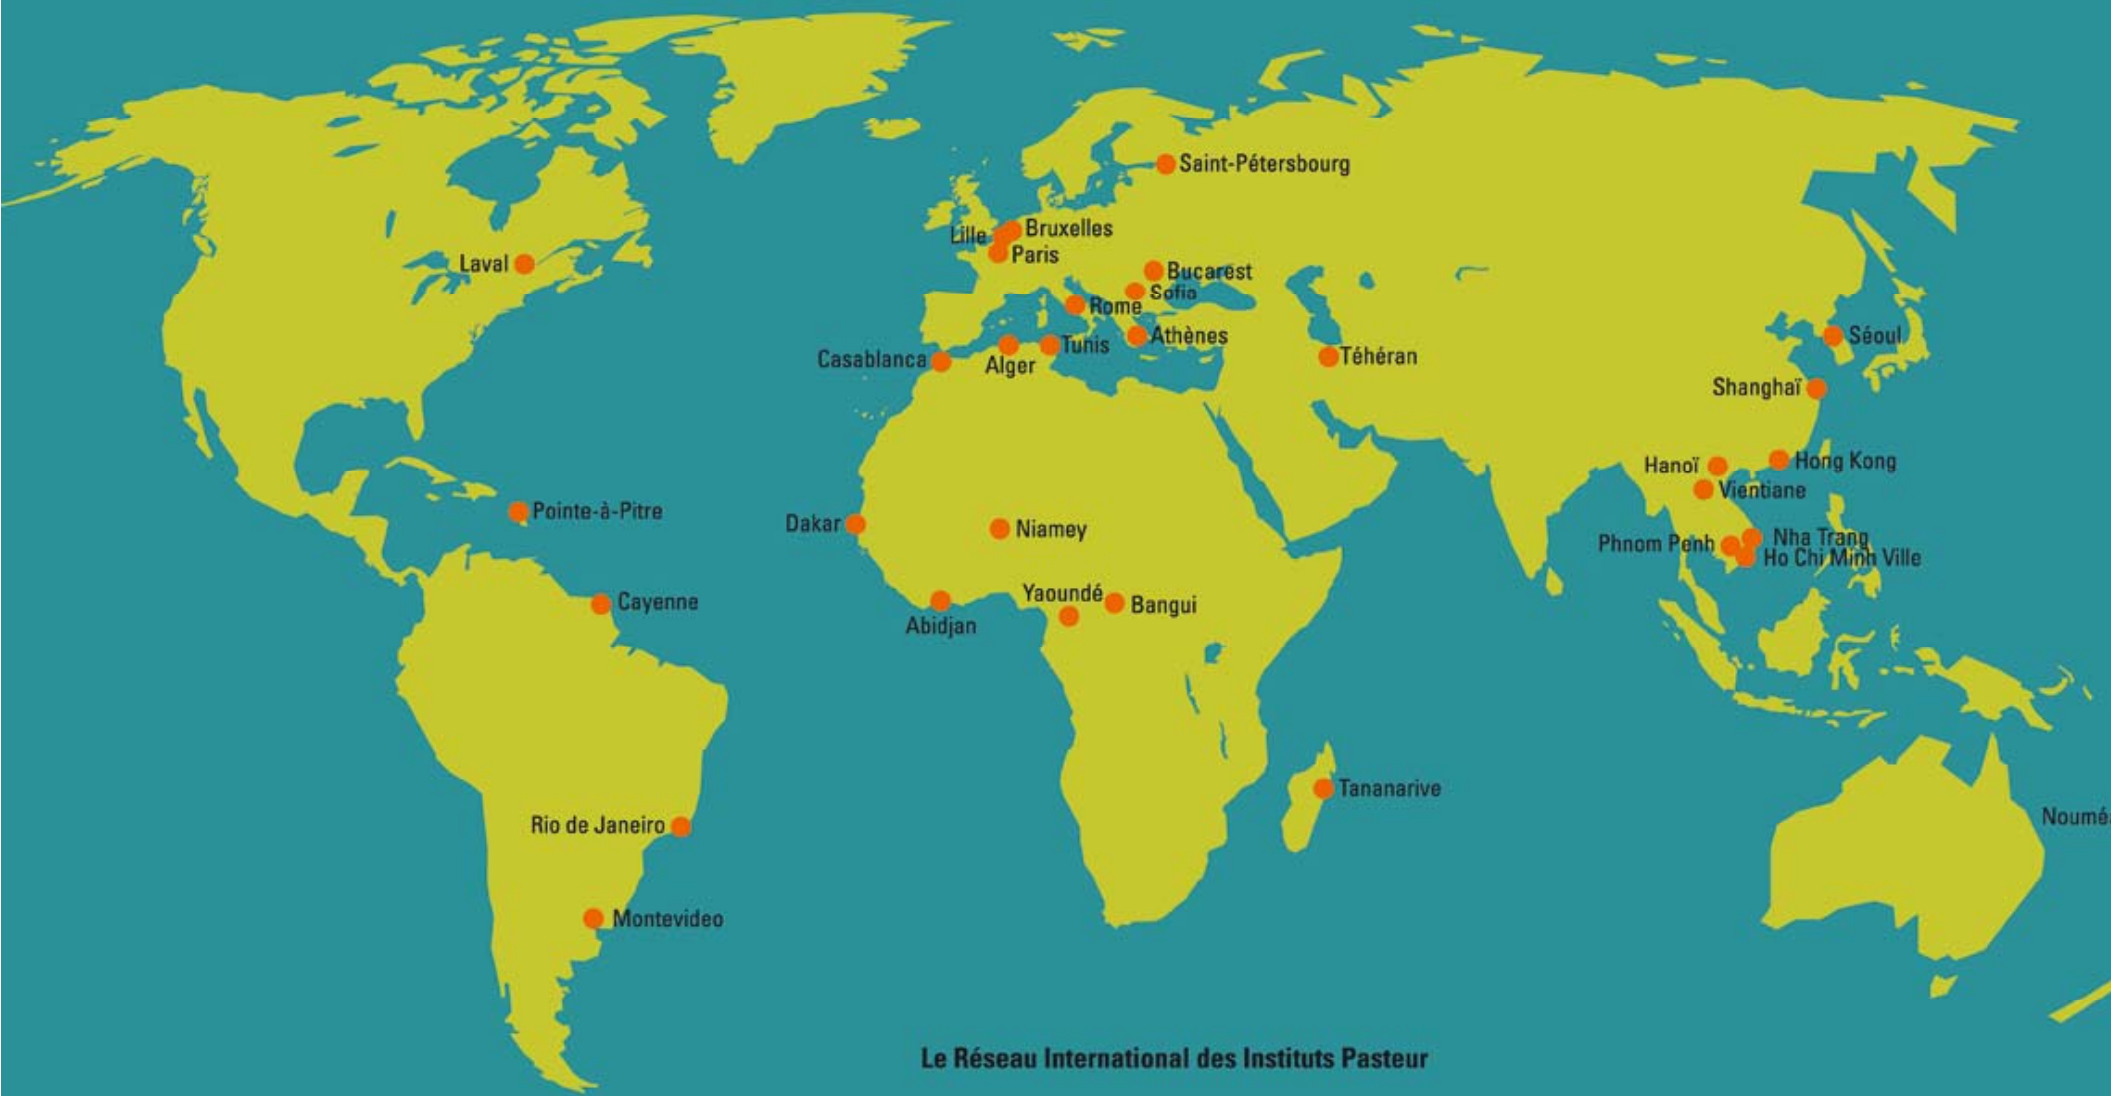 Saint-Pétersbourg
Bruxelles
Lille
Paris
Laval
Bucarest
Sofia
Rome
Athènes
Séoul
Tunis
Téhéran
Casablanca
Alger
Shanghaï
Hong Kong
Hanoï
Vientiane
Pointe-à-Pitre
Dakar
Niamey
Nha Trang
Phnom Penh
Ho Chi Minh Ville
Yaoundé
Cayenne
Bangui
Abidjan
Tananarive
Noumé
Rio de Janeiro
Montevideo
Le Réseau International des Instituts Pasteur